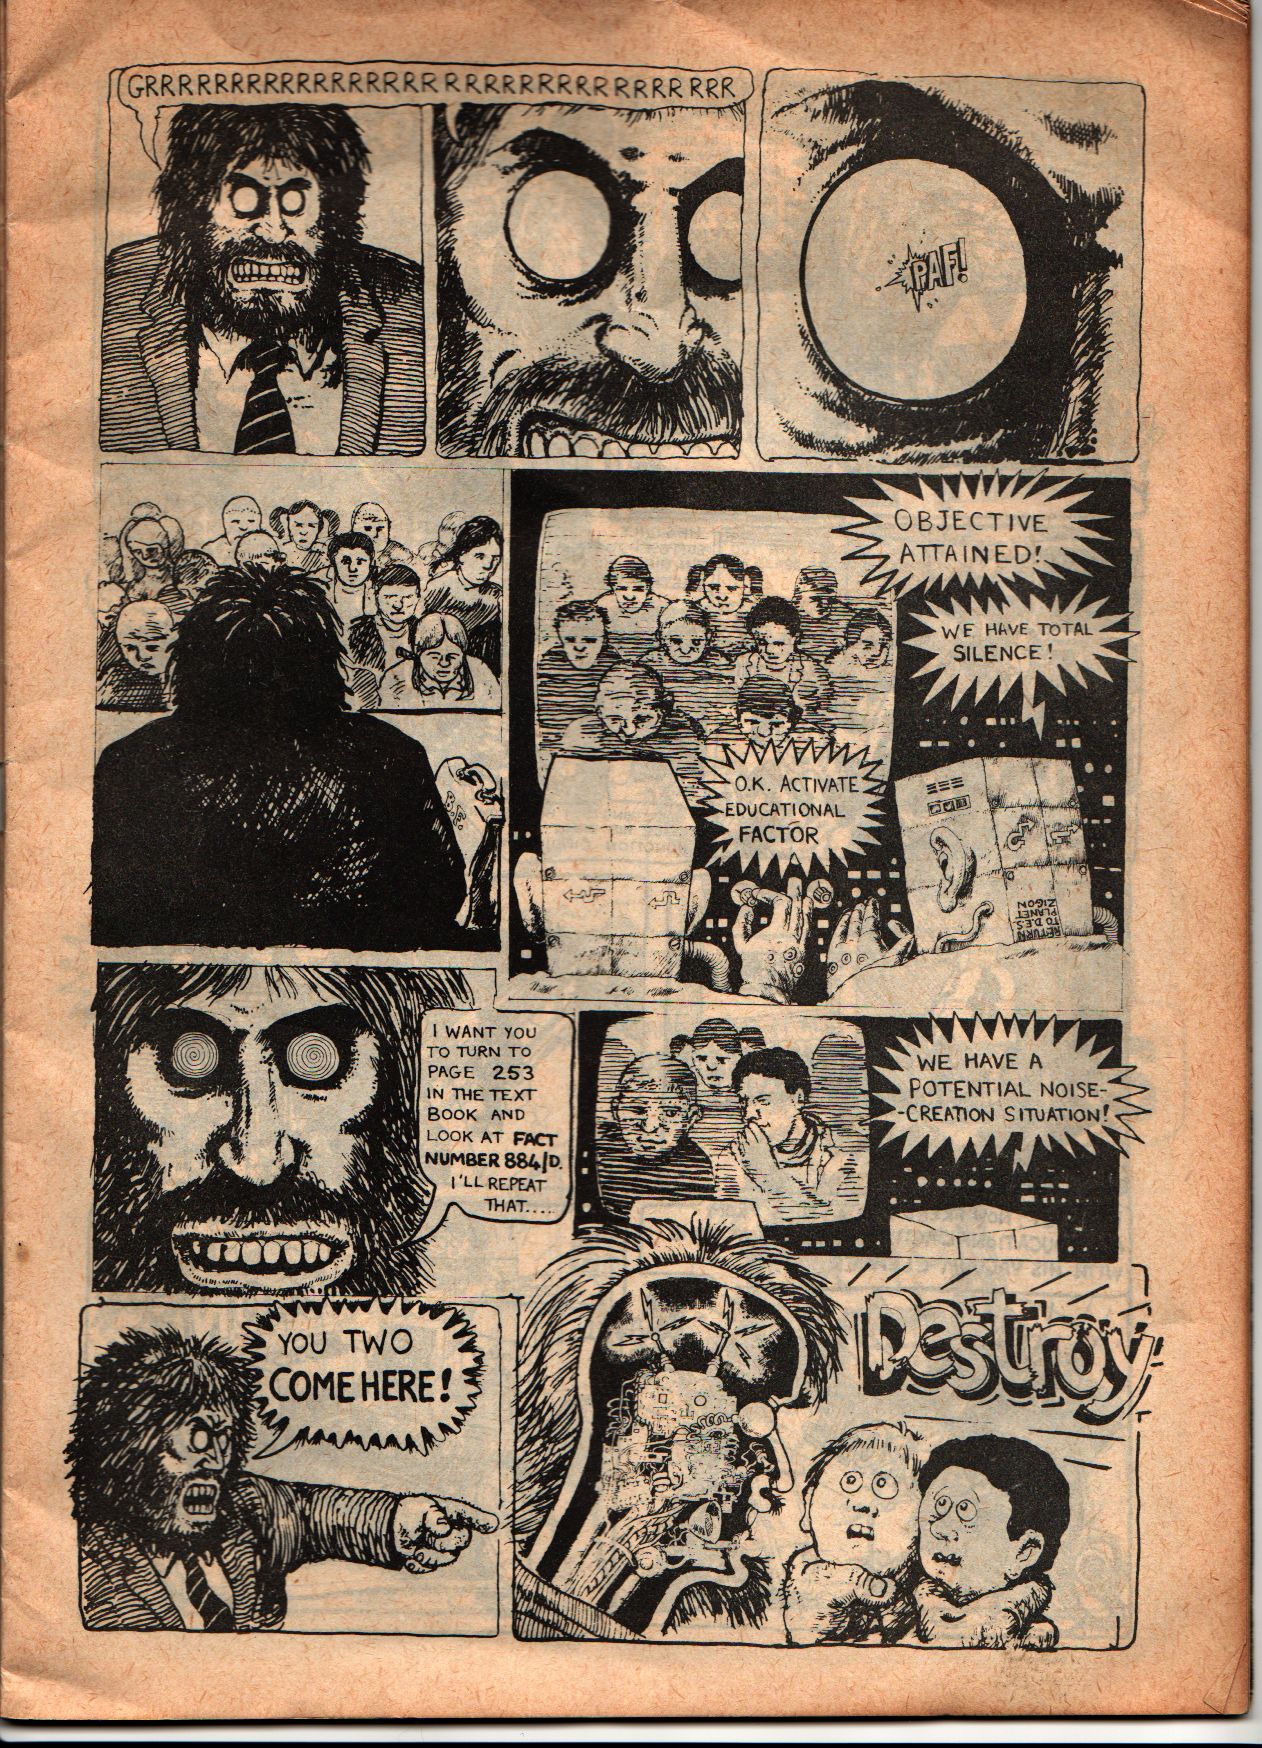 GRRRRRRRRRRRRRRRRRRRRRRRRRRRRRRRRRRR
PAF!
OBJECTIVE
ATTAINED!
WE HAVE TOTAL
SILENCE!
O.K. ACTIVATE
EDUCATIONAL
FACTOR
RETURN
TO D.E.S
PLANET
ZIGON
I WANT YOU
TO TURN TO
PAGE 253
IN THE TEXT
BOOK AND
LOOK AT FACT
NUMBER 884/D.
I'LL REPEAT
THAT.....
WE HAVE A
POTENTIAL NOISE-
-CREATION SITUATION!
YOU TWO
COME HERE!
Destroy!